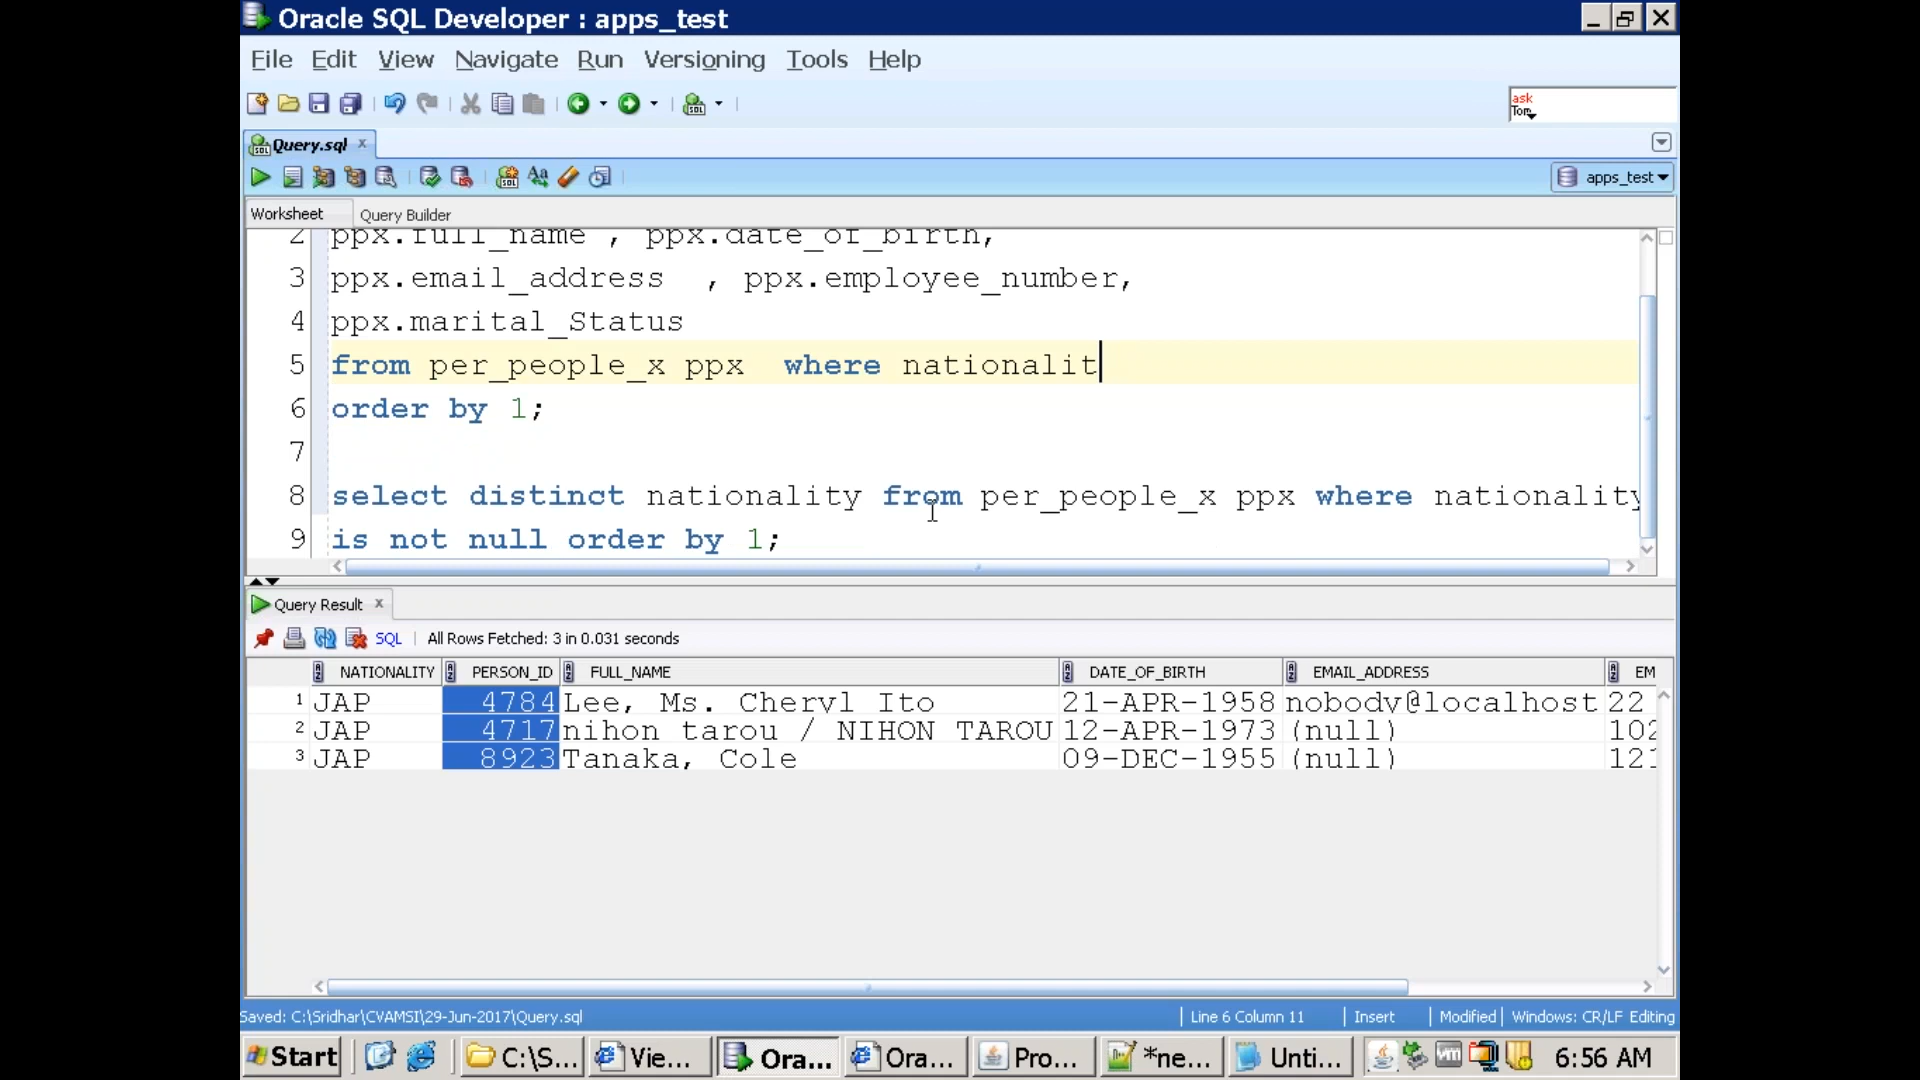 Oracle SQL Developer : apps_test
File Edit View Navigate Run Versioning Tools Help
ask
Tom
Query.sql
apps_test
Worksheet Query Builder
2 ppx.full_name , ppx.date_of_birth,
3 ppx.email_address , ppx.employee_number,
4 ppx.marital_Status
5 from per_people_x ppx where nationalit
6 order by 1;
7
8 select distinct nationality from per_people_x ppx where nationality
9 is not null order by 1;
Query Result
SQL All Rows Fetched: 3 in 0.031 seconds
NATIONALITY PERSON_ID FULL_NAME DATE_OF_BIRTH EMAIL_ADDRESS EM
1 JAP 4784 Lee, Ms. Cheryl Ito 21-APR-1958 nobody@localhost 22
2 JAP 4717 nihon tarou / NIHON TAROU 12-APR-1973 (null) 102
3 JAP 8923 Tanaka, Cole 09-DEC-1955 (null) 121
Saved: C:\Sridhar\CVAMSI\29-Jun-2017\Query.sql Line 6 Column 11 Insert Modified Windows: CR/LF Editing
Start C:\S... Vie... Ora... Ora... Pro... *ne... Unti... 6:56 AM